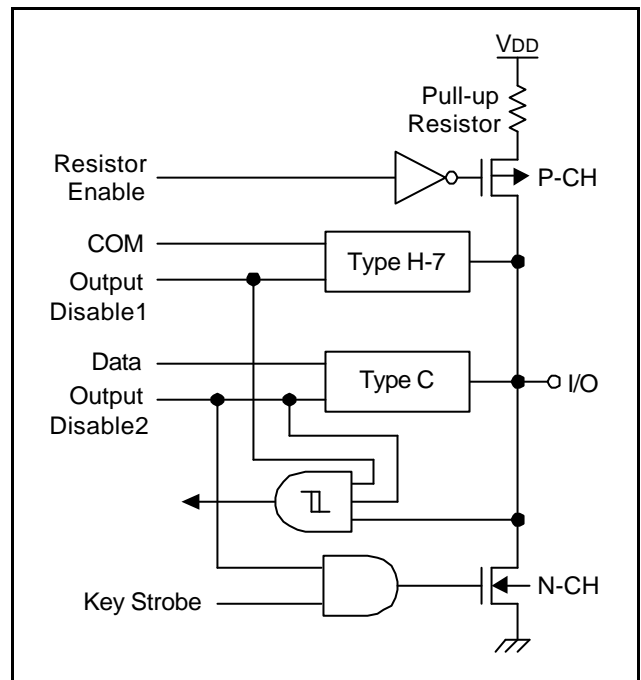 VDD
Pull-up
Resistor
Resistor
Enable
P-CH
COM
Type H-7
Output
Disable1
Data
Type C
Output
Disable2
I/O
Key Strobe
N-CH